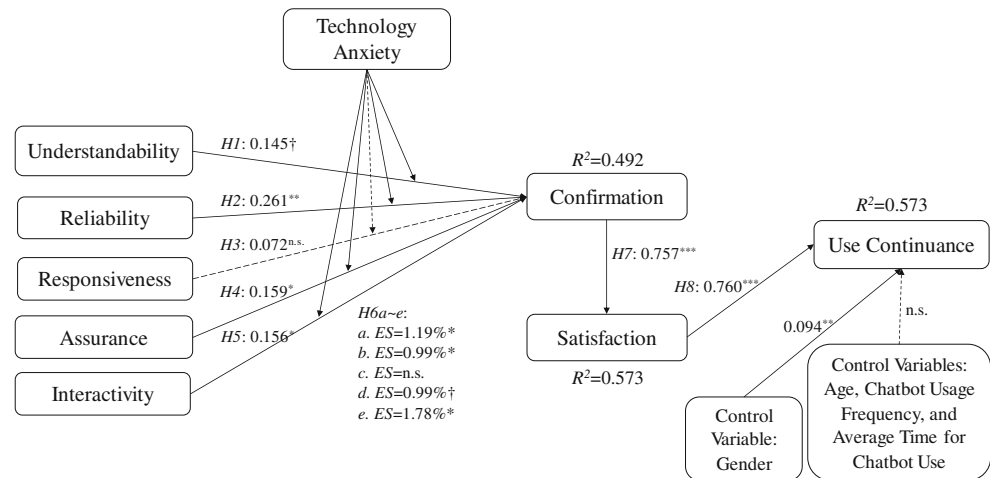 Technology
Anxiety
Understandability
H1: 0.145†
Reliability
H2: 0.261**
Responsiveness
H3: 0.072n.s.
Assurance
H4: 0.159*
Interactivity
H5: 0.156*
H6a~e:
a. ES=1.19%*
b. ES=0.99%*
c. ES=n.s.
d. ES=0.99%†
e. ES=1.78%*
R²=0.492
Confirmation
H7: 0.757***
Satisfaction
R²=0.573
H8: 0.760***
R²=0.573
Use Continuance
0.094**
n.s.
Control
Variable:
Gender
Control Variables:
Age, Chatbot Usage
Frequency, and
Average Time for
Chatbot Use